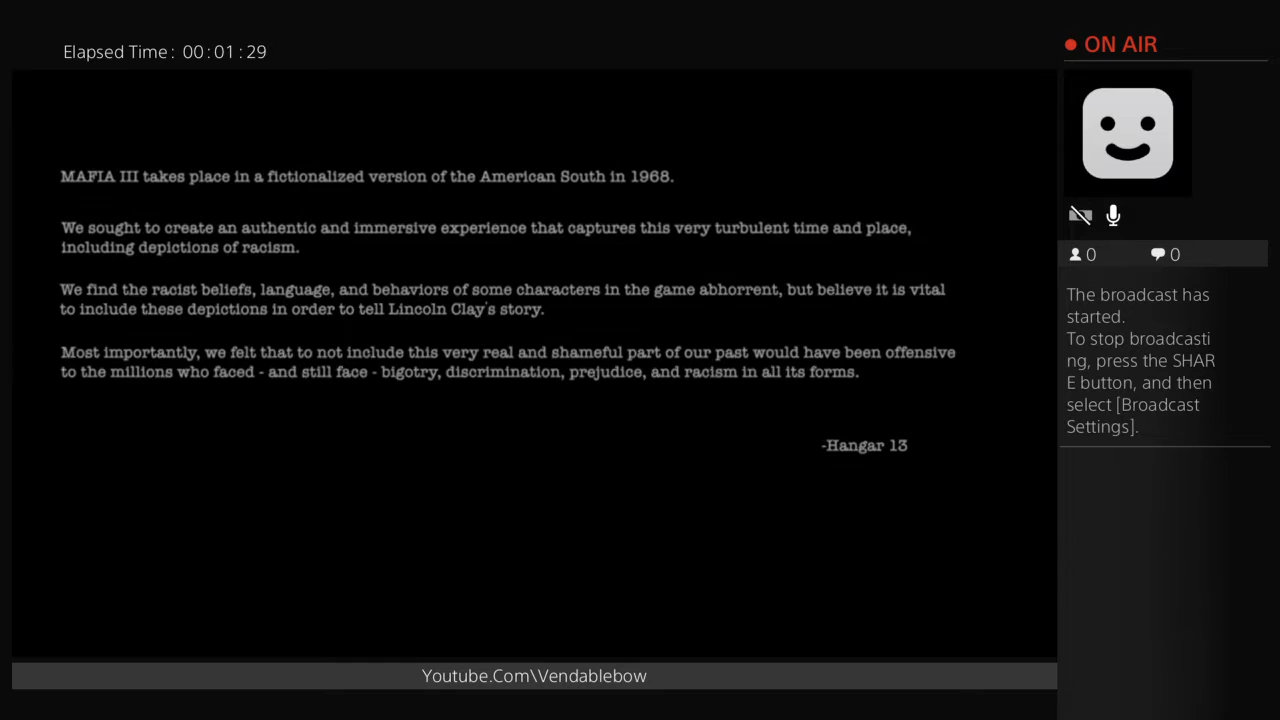 Elapsed Time: 00:01:29
ON AIR
MAFIA III takes place in a fictionalized version of the American South in 1968.
We sought to create an authentic and immersive experience that captures this very turbulent time and place,
including depictions of racism.
We find the racist beliefs, language, and behaviors of some characters in the game abhorrent, but believe it is vital
to include these depictions in order to tell Lincoln Clay's story.
Most importantly, we felt that to not include this very real and shameful part of our past would have been offensive
to the millions who faced - and still face - bigotry, discrimination, prejudice, and racism in all its forms.
-Hangar 13
0 0
The broadcast has
started.
To stop broadcasti
ng, press the SHAR
E button, and then
select [Broadcast
Settings].
Youtube.Com\Vendablebow